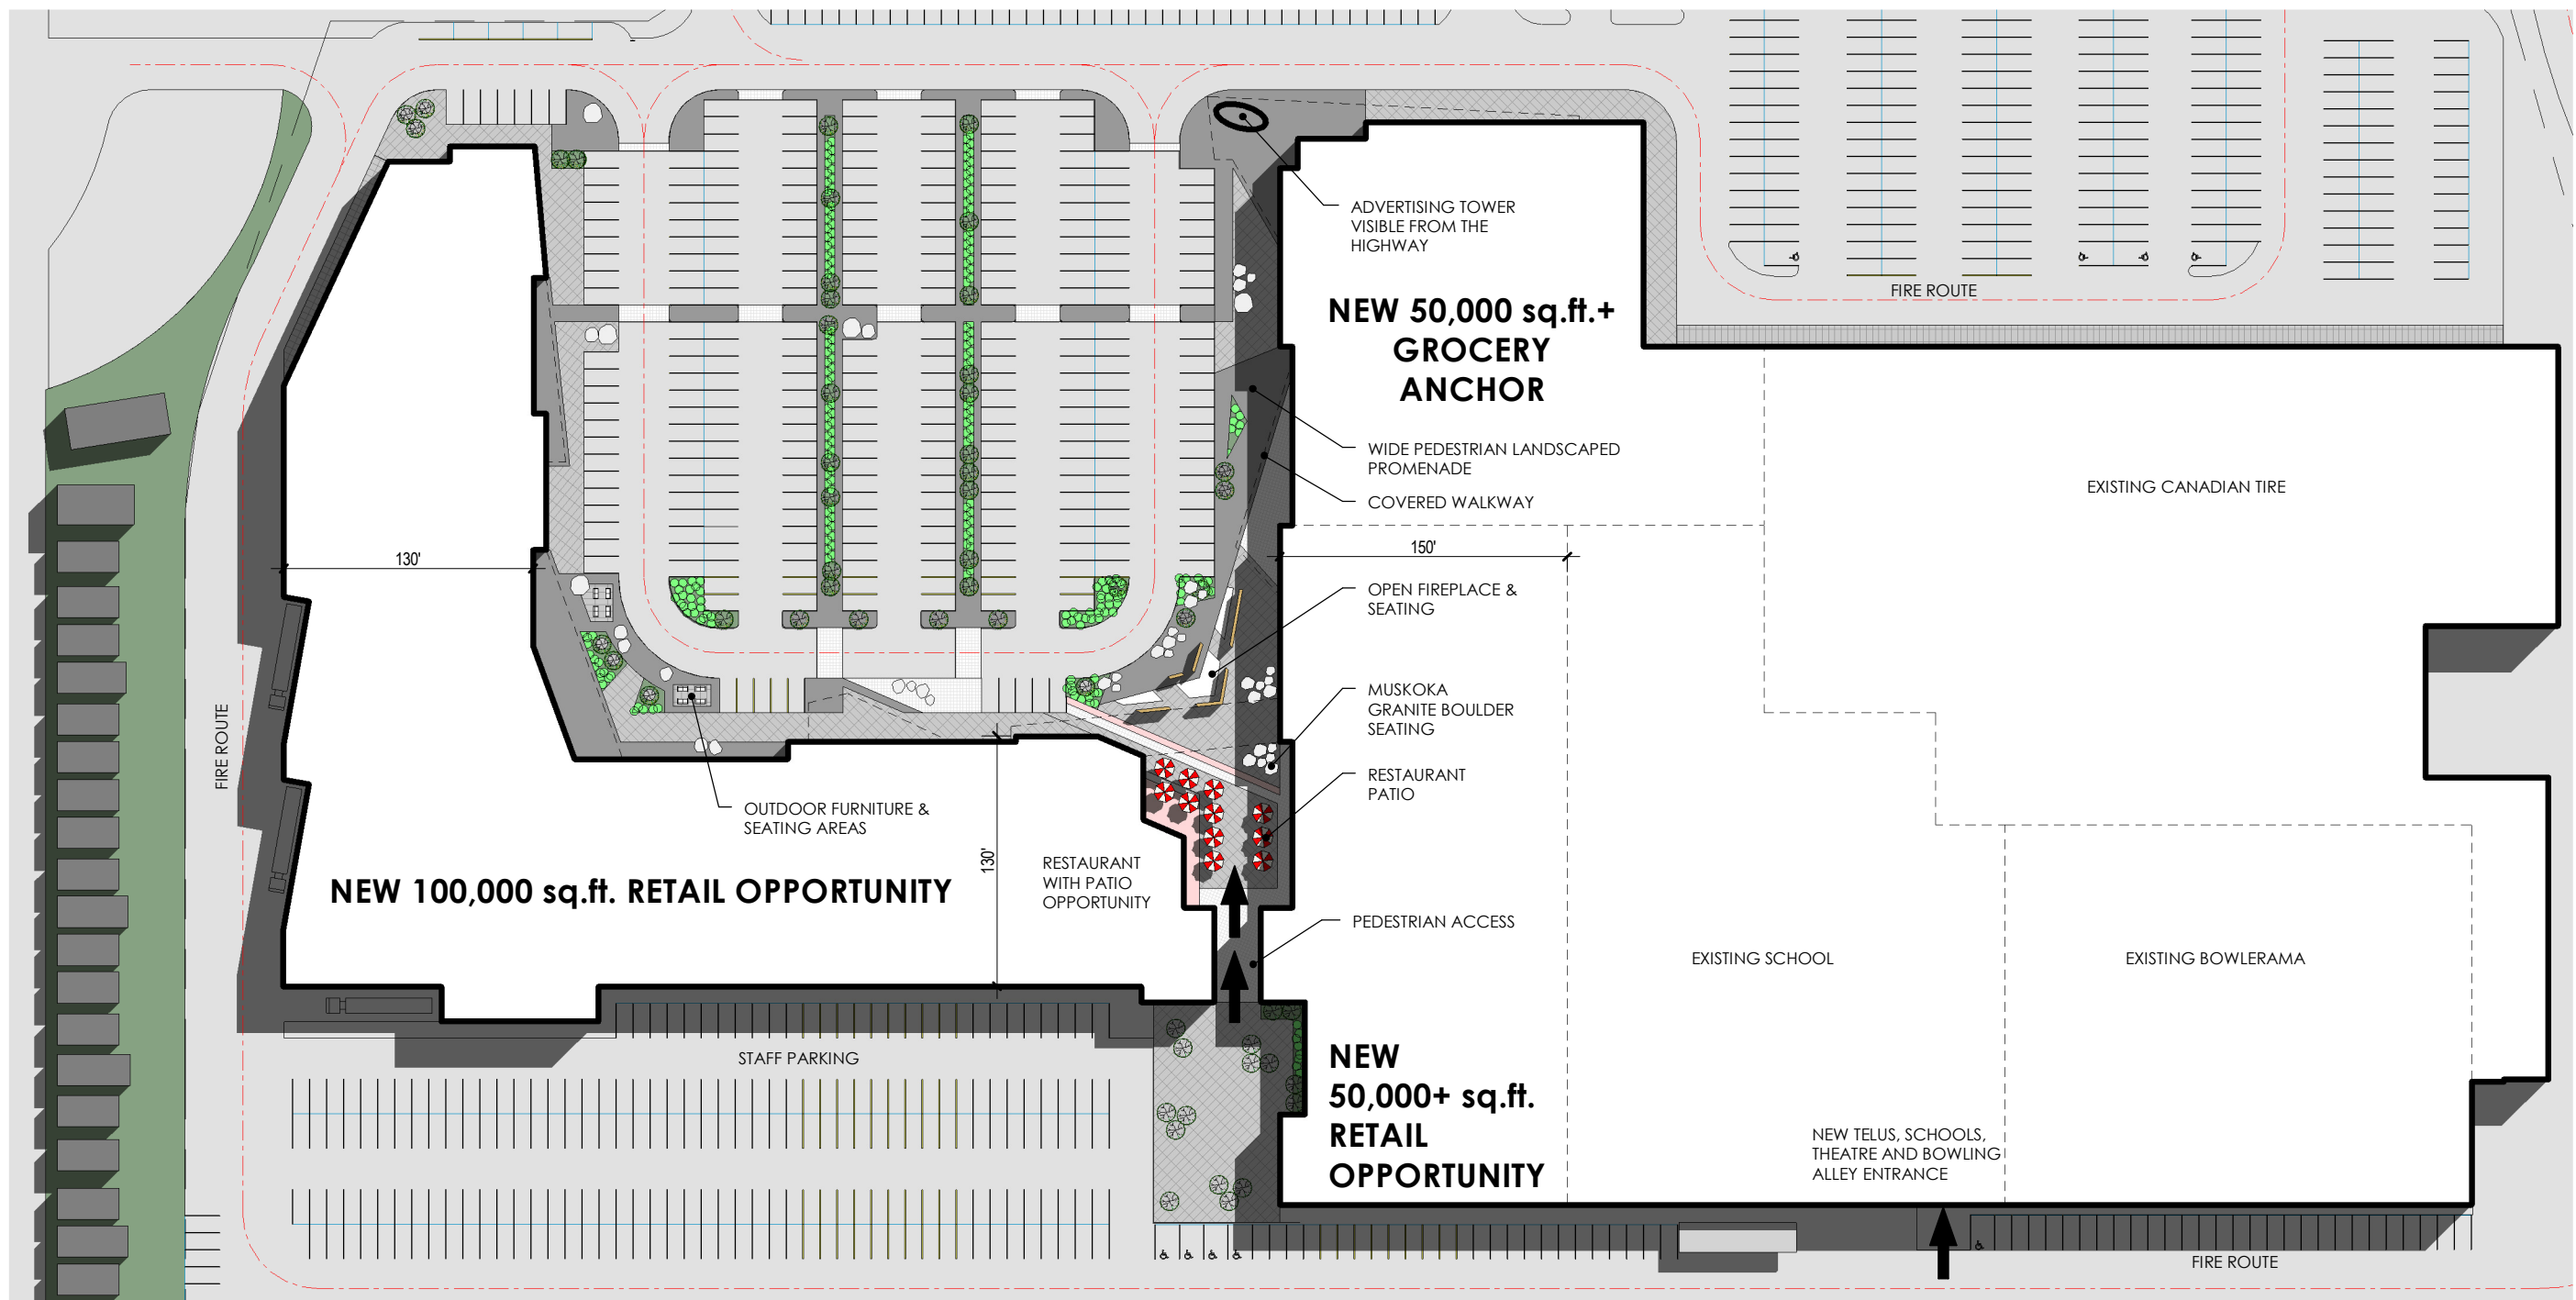 ADVERTISING TOWER
VISIBLE FROM THE
HIGHWAY
FIRE ROUTE
NEW 50,000 sq.ft.+
GROCERY
ANCHOR
WIDE PEDESTRIAN LANDSCAPED
PROMENADE
COVERED WALKWAY
EXISTING CANADIAN TIRE
130'
150'
OPEN FIREPLACE &
SEATING
MUSKOKA
GRANITE BOULDER
SEATING
FIRE ROUTE
RESTAURANT
PATIO
OUTDOOR FURNITURE &
SEATING AREAS
130'
RESTAURANT
WITH PATIO
OPPORTUNITY
NEW 100,000 sq.ft. RETAIL OPPORTUNITY
PEDESTRIAN ACCESS
EXISTING SCHOOL
EXISTING BOWLERAMA
STAFF PARKING
NEW
50,000+ sq.ft.
RETAIL
OPPORTUNITY
NEW TELUS, SCHOOLS,
THEATRE AND BOWLING
ALLEY ENTRANCE
FIRE ROUTE